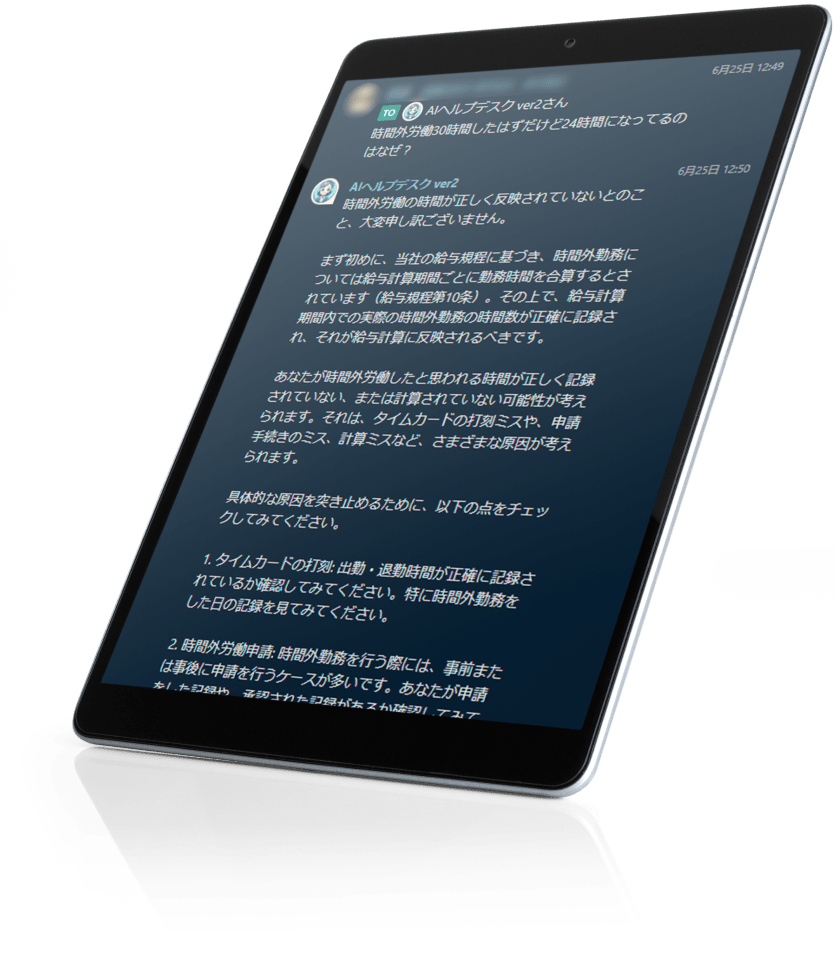 6月25日 12:49
TO AIヘルプデスク ver2さん
時間外労働30時間したはずだけど24時間になってるの
はなぜ？
6月25日 12:50
AIヘルプデスク ver2
時間外労働の時間が正しく反映されていないとのこ
と、大変申し訳ございません。
まず初めに、当社の給与規程に基づき、時間外勤務に
ついては給与計算期間ごとに勤務時間を合算するとさ
れています（給与規程第10条）。その上で、給与計算
期間内での実際の時間外勤務の時間数が正確に記録さ
れ、それが給与計算に反映されるべきです。
あなたが時間外労働したと思われる時間が正しく記録
されていない、または計算されていない可能性が考え
られます。それは、タイムカードの打刻ミスや、申請
手続きのミス、計算ミスなど、さまざまな原因が考え
られます。
具体的な原因を突き止めるために、以下の点をチェッ
クしてみてください。
1. タイムカードの打刻: 出勤・退勤時間が正確に記録さ
れているか確認してみてください。特に時間外勤務を
した日の記録を見てみてください。
2. 時間外労働申請: 時間外勤務を行う際には、事前また
は事後に申請を行うケースが多いです。あなたが申請
をした記録や、承認された記録があるか確認してみて